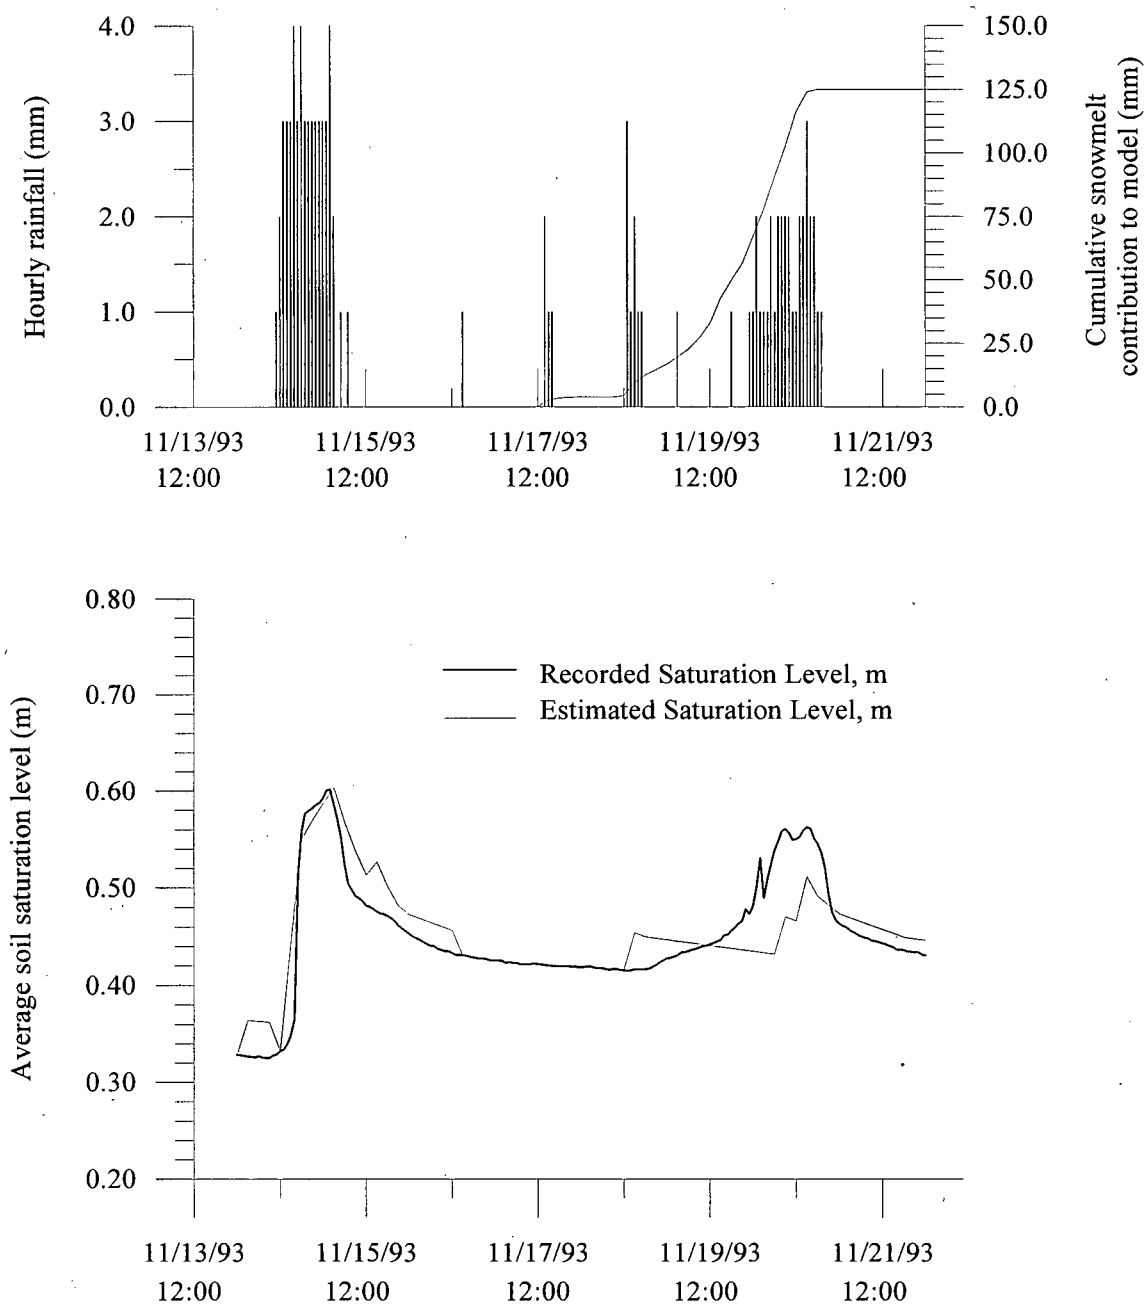 4.0
3.0
2.0
1.0
0.0
Hourly rainfall (mm)
150.0
125.0
100.0
75.0
50.0
25.0
0.0
Cumulative snowmelt
contribution to model (mm)
11/13/93 11/15/93 11/17/93 11/19/93 11/21/93
12:00 12:00 12:00 12:00 12:00
0.80
0.70
0.60
0.50
0.40
0.30
0.20
Average soil saturation level (m)
Recorded Saturation Level, m
Estimated Saturation Level, m
11/13/93 11/15/93 11/17/93 11/19/93 11/21/93
12:00 12:00 12:00 12:00 12:00